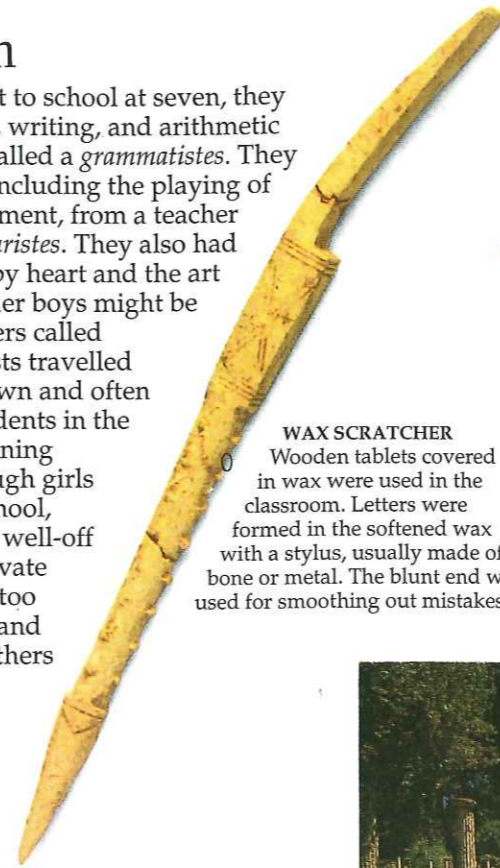 t to school at seven, they
writing, and arithmetic
alled a grammatistes. They
ncluding the playing of
ment, from a teacher
aristes. They also had
by heart and the art
er boys might be
ers called
sts travelled
wn and often
dents in the
ning
gh girls
hool,
well-off
vate
too
and
thers
WAX SCRATCHER
Wooden tablets covered
in wax were used in the
classroom. Letters were
formed in the softened wax
with a stylus, usually made of
bone or metal. The blunt end w
used for smoothing out mistakes